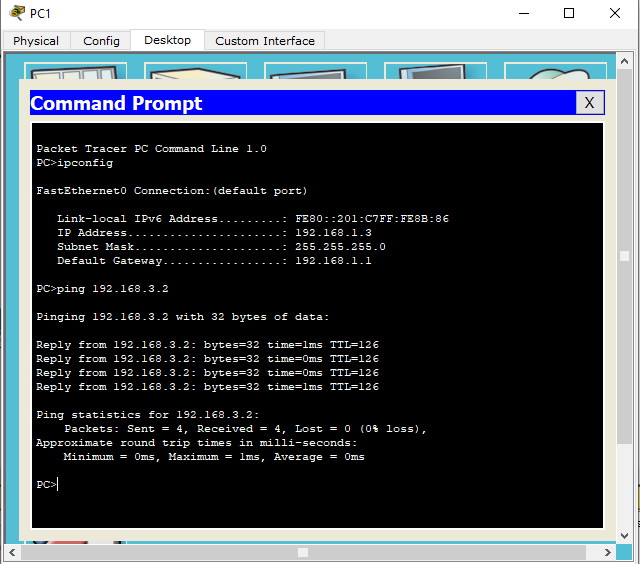 PC1
Physical Config Desktop Custom Interface
Command Prompt X
Packet Tracer PC Command Line 1.0
PC>ipconfig
FastEthernet0 Connection:(default port)
Link-local IPv6 Address.........: FE80::201:C7FF:FE8B:86
IP Address......................: 192.168.1.3
Subnet Mask.....................: 255.255.255.0
Default Gateway.................: 192.168.1.1
PC>ping 192.168.3.2
Pinging 192.168.3.2 with 32 bytes of data:
Reply from 192.168.3.2: bytes=32 time=1ms TTL=126
Reply from 192.168.3.2: bytes=32 time=0ms TTL=126
Reply from 192.168.3.2: bytes=32 time=0ms TTL=126
Reply from 192.168.3.2: bytes=32 time=1ms TTL=126
Ping statistics for 192.168.3.2:
Packets: Sent = 4, Received = 4, Lost = 0 (0% loss),
Approximate round trip times in milli-seconds:
Minimum = 0ms, Maximum = 1ms, Average = 0ms
PC>